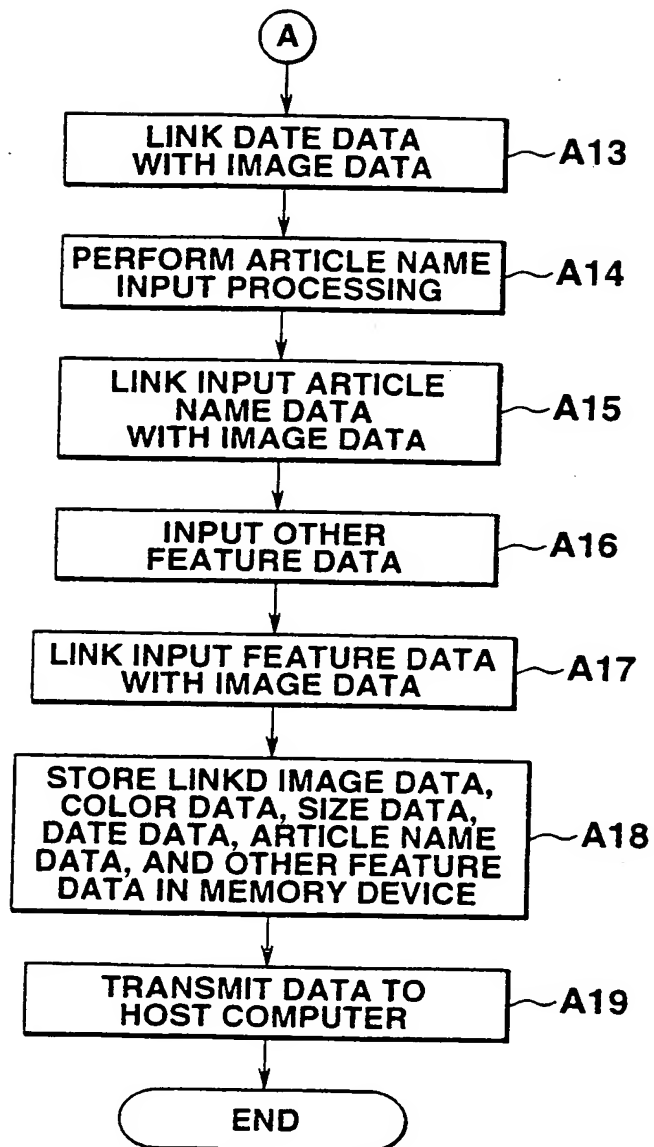 A
LINK DATE DATA
WITH IMAGE DATA
A13
PERFORM ARTICLE NAME
INPUT PROCESSING
A14
LINK INPUT ARTICLE
NAME DATA
WITH IMAGE DATA
A15
INPUT OTHER
FEATURE DATA
A16
LINK INPUT FEATURE DATA
WITH IMAGE DATA
A17
STORE LINKD IMAGE DATA,
COLOR DATA, SIZE DATA,
DATE DATA, ARTICLE NAME
DATA, AND OTHER FEATURE
DATA IN MEMORY DEVICE
A18
TRANSMIT DATA TO
HOST COMPUTER
A19
END